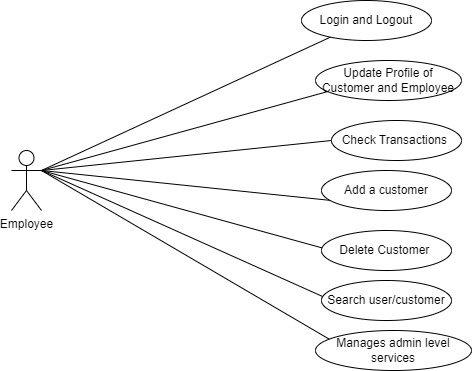 Login and Logout
Update Profile of
Customer and Employee
Check Transactions
Add a customer
Employee
Delete Customer
Search user/customer
Manages admin level
services